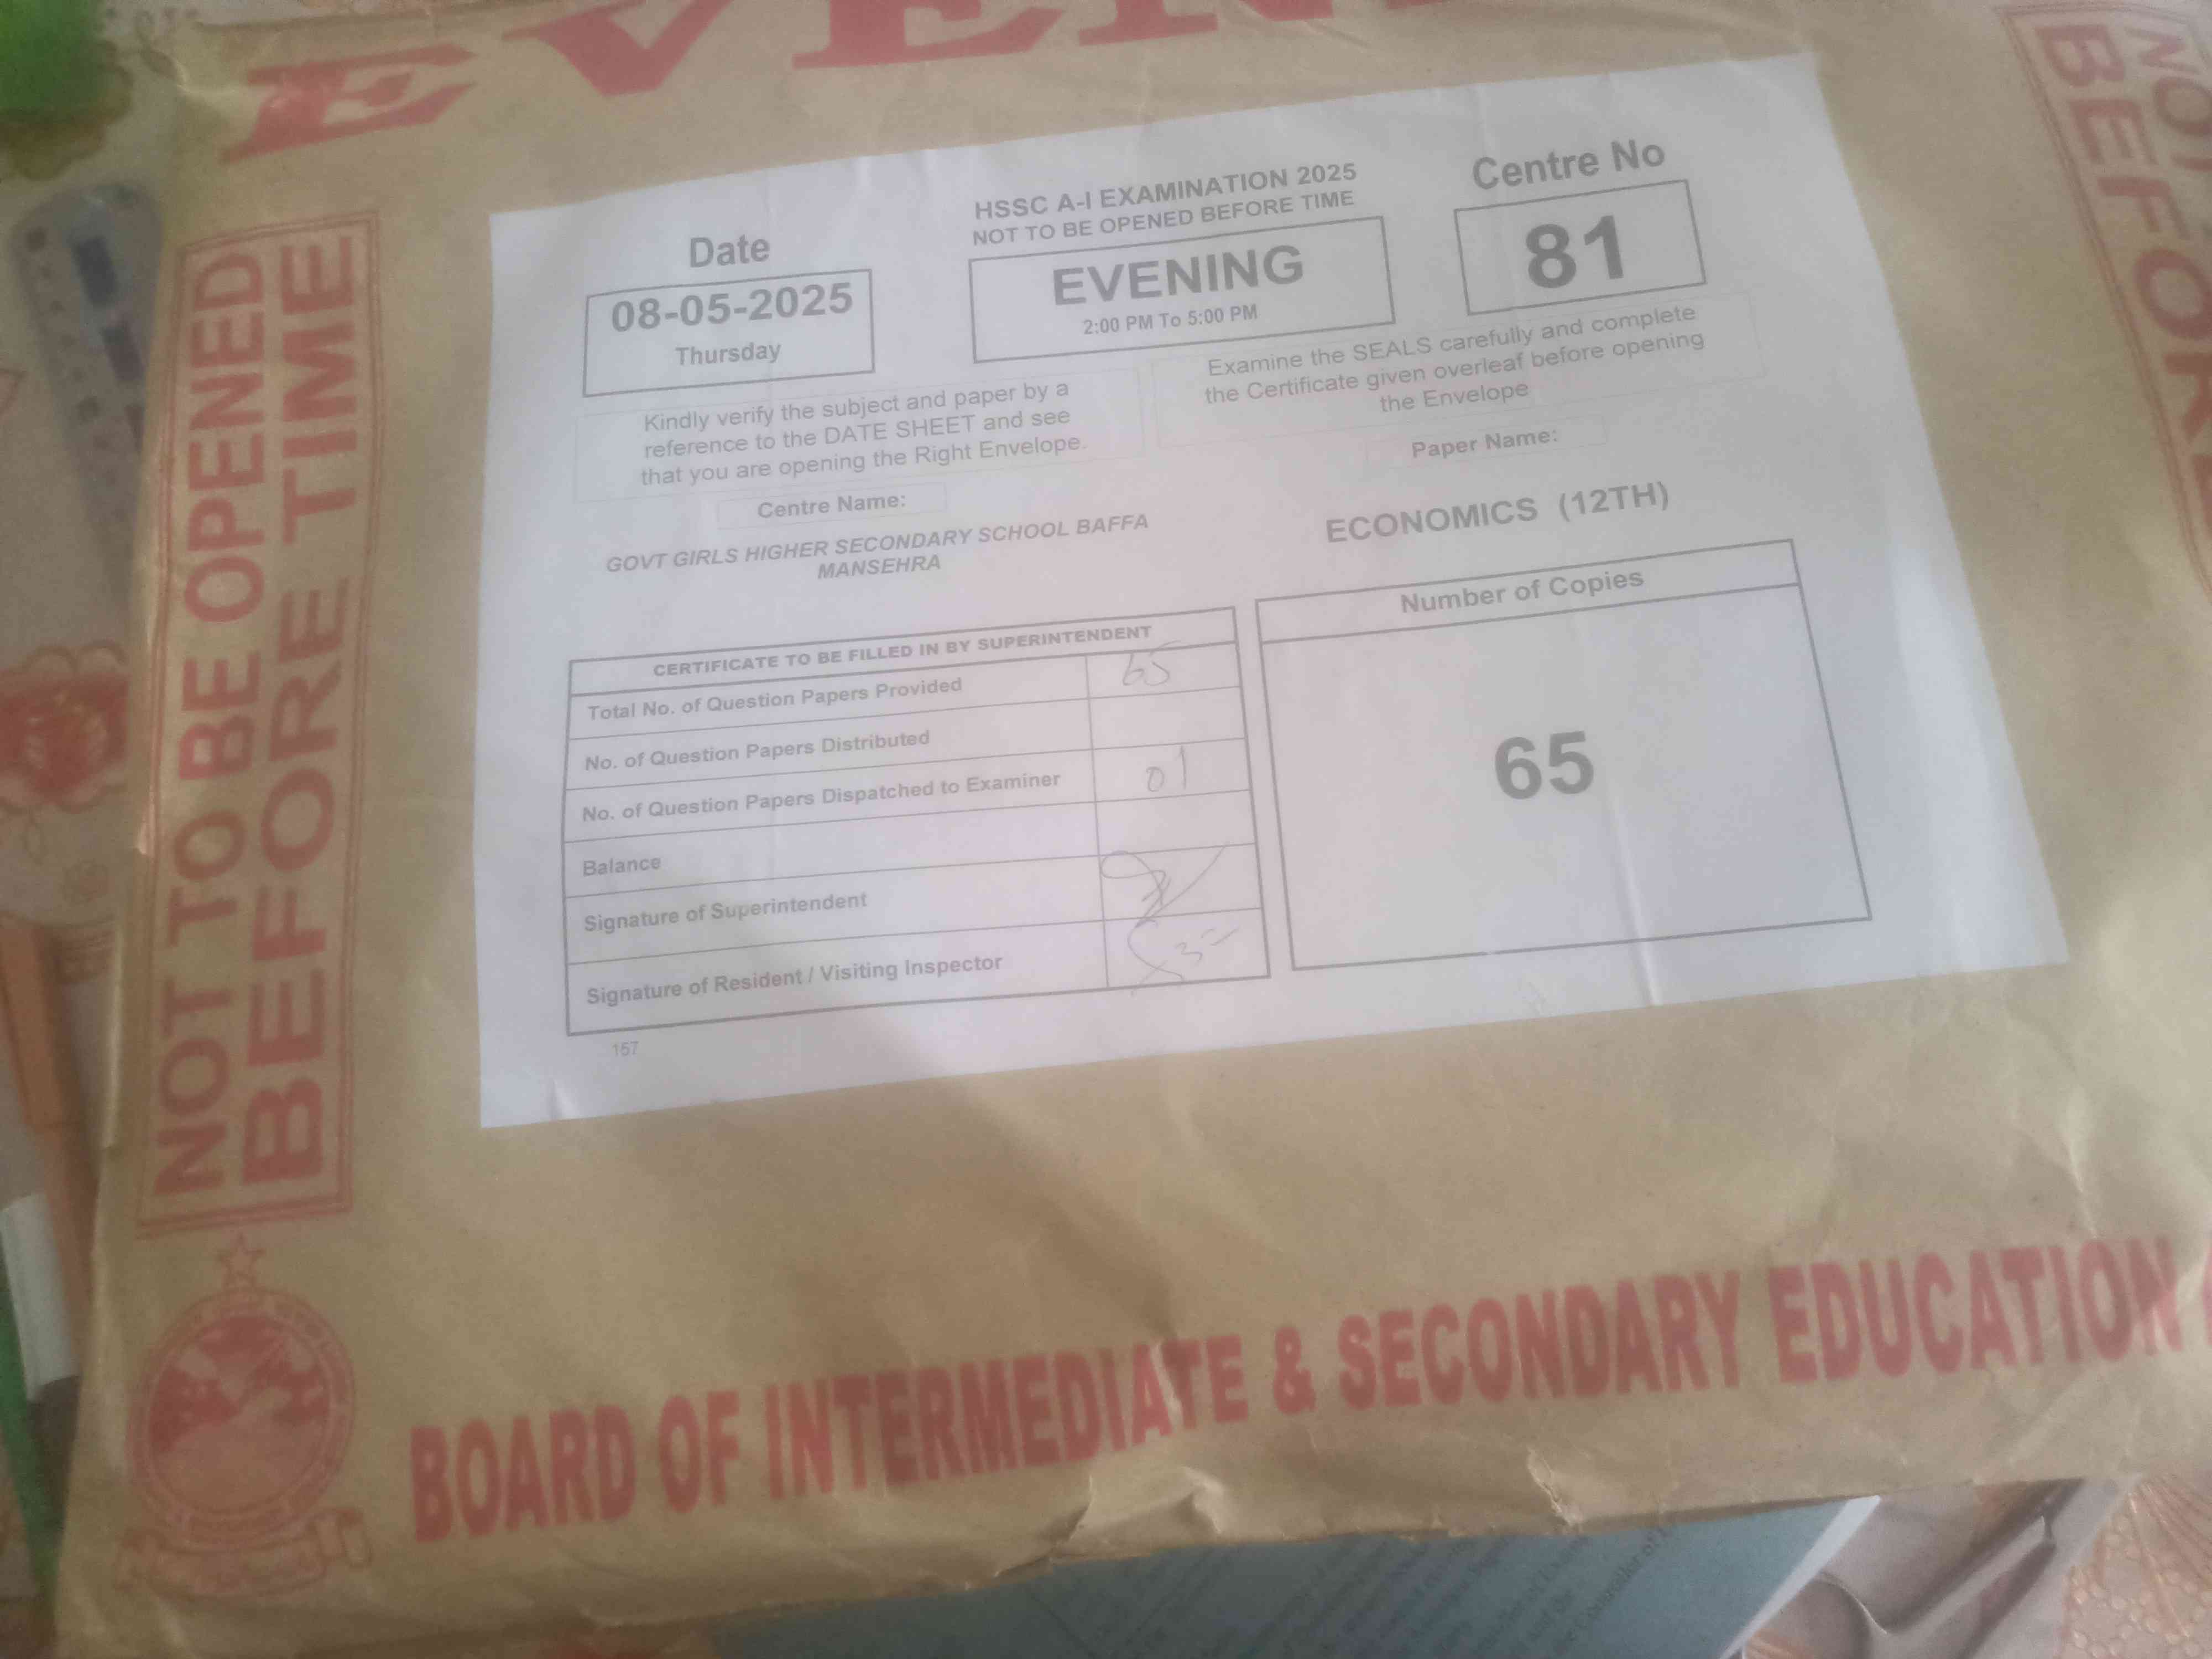 EVEN
NOT TO BE OPENED
BEFORE TIME
NOT
BEFORE
HSSC A-I EXAMINATION 2025
NOT TO BE OPENED BEFORE TIME
Date
08-05-2025
Thursday
EVENING
2:00 PM To 5:00 PM
Centre No
81
Kindly verify the subject and paper by a
reference to the DATE SHEET and see
that you are opening the Right Envelope.
Examine the SEALS carefully and complete
the Certificate given overleaf before opening
the Envelope
Centre Name:
GOVT GIRLS HIGHER SECONDARY SCHOOL BAFFA
MANSEHRA
Paper Name:
ECONOMICS (12TH)
CERTIFICATE TO BE FILLED IN BY SUPERINTENDENT
Total No. of Question Papers Provided 65
No. of Question Papers Distributed
No. of Question Papers Dispatched to Examiner 01
Balance
Signature of Superintendent
Signature of Resident / Visiting Inspector
Number of Copies
65
157
BOARD OF INTERMEDIATE & SECONDARY EDUCATION